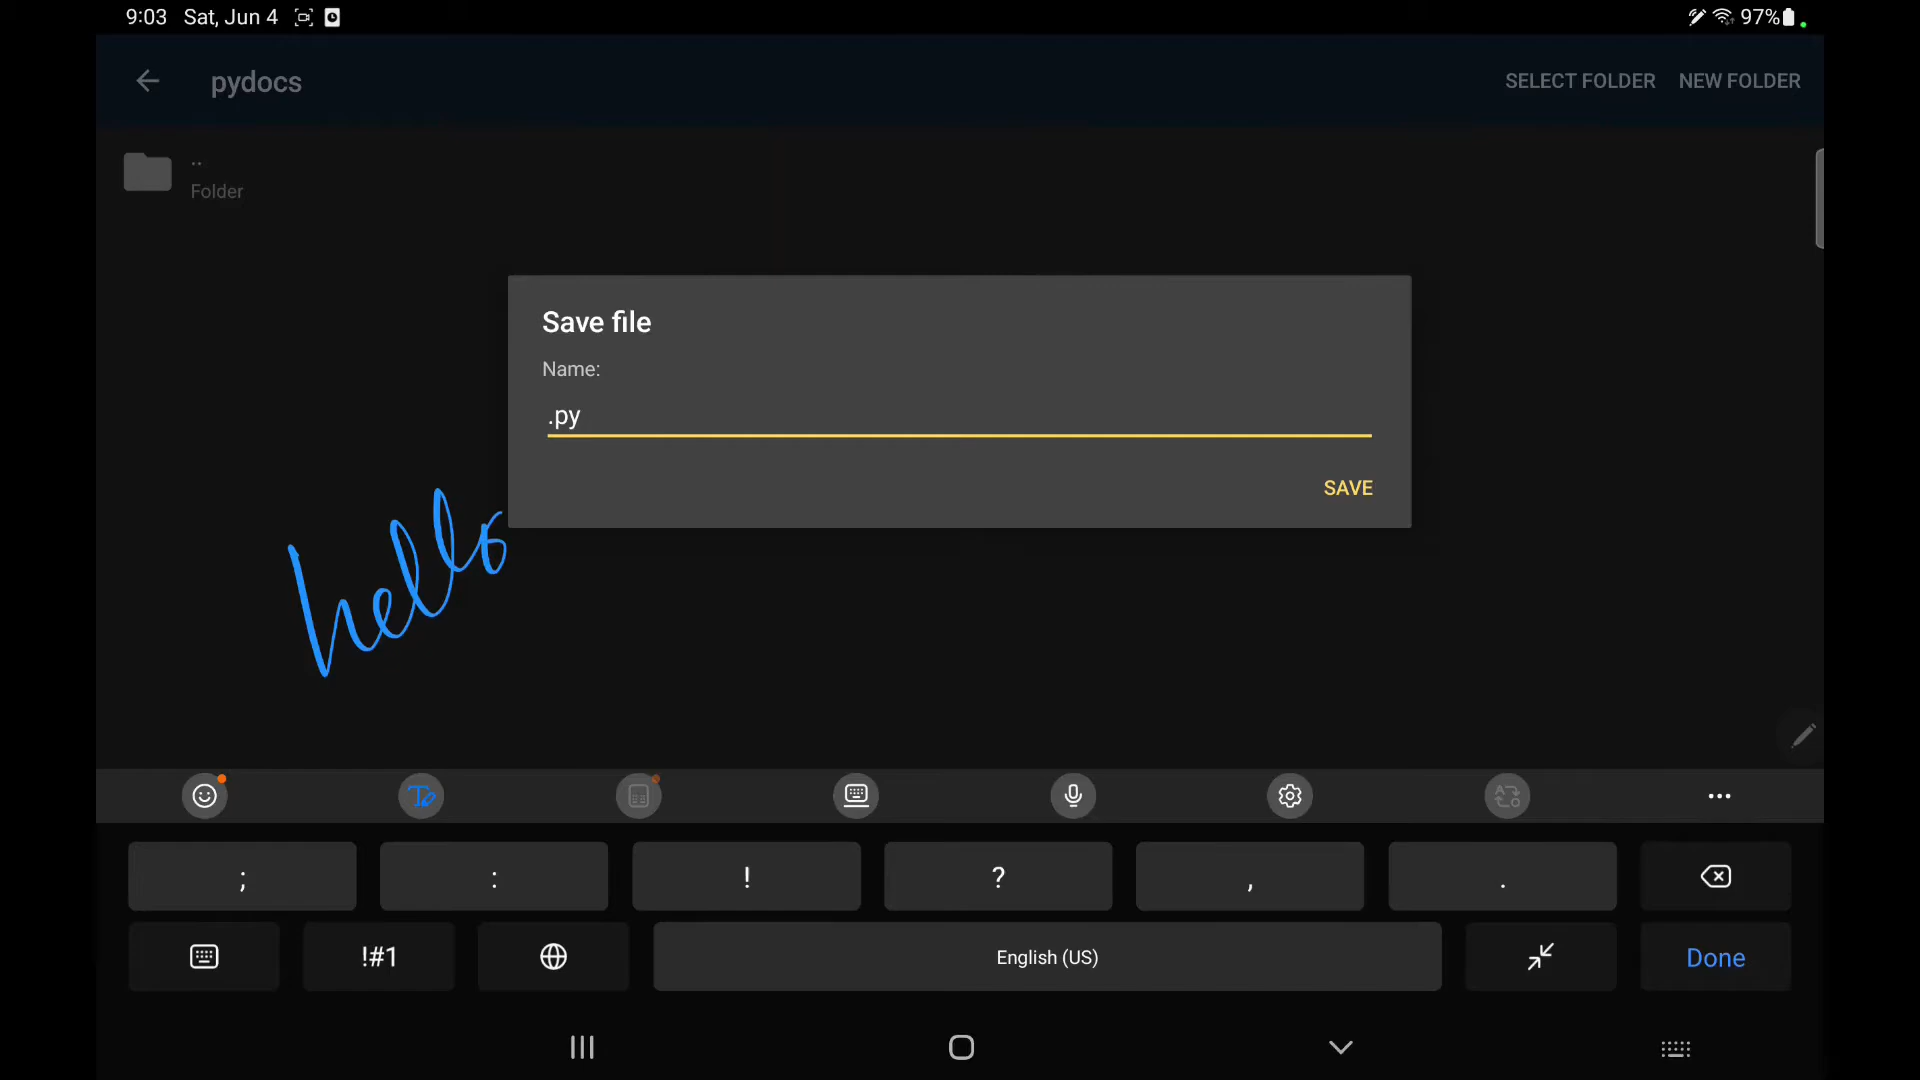 9:03 Sat, Jun 4
97%
pydocs
SELECT FOLDER NEW FOLDER
..
Folder
Save file
Name:
.py
SAVE
hello
; : ! ? , .
!#1 English (US) Done